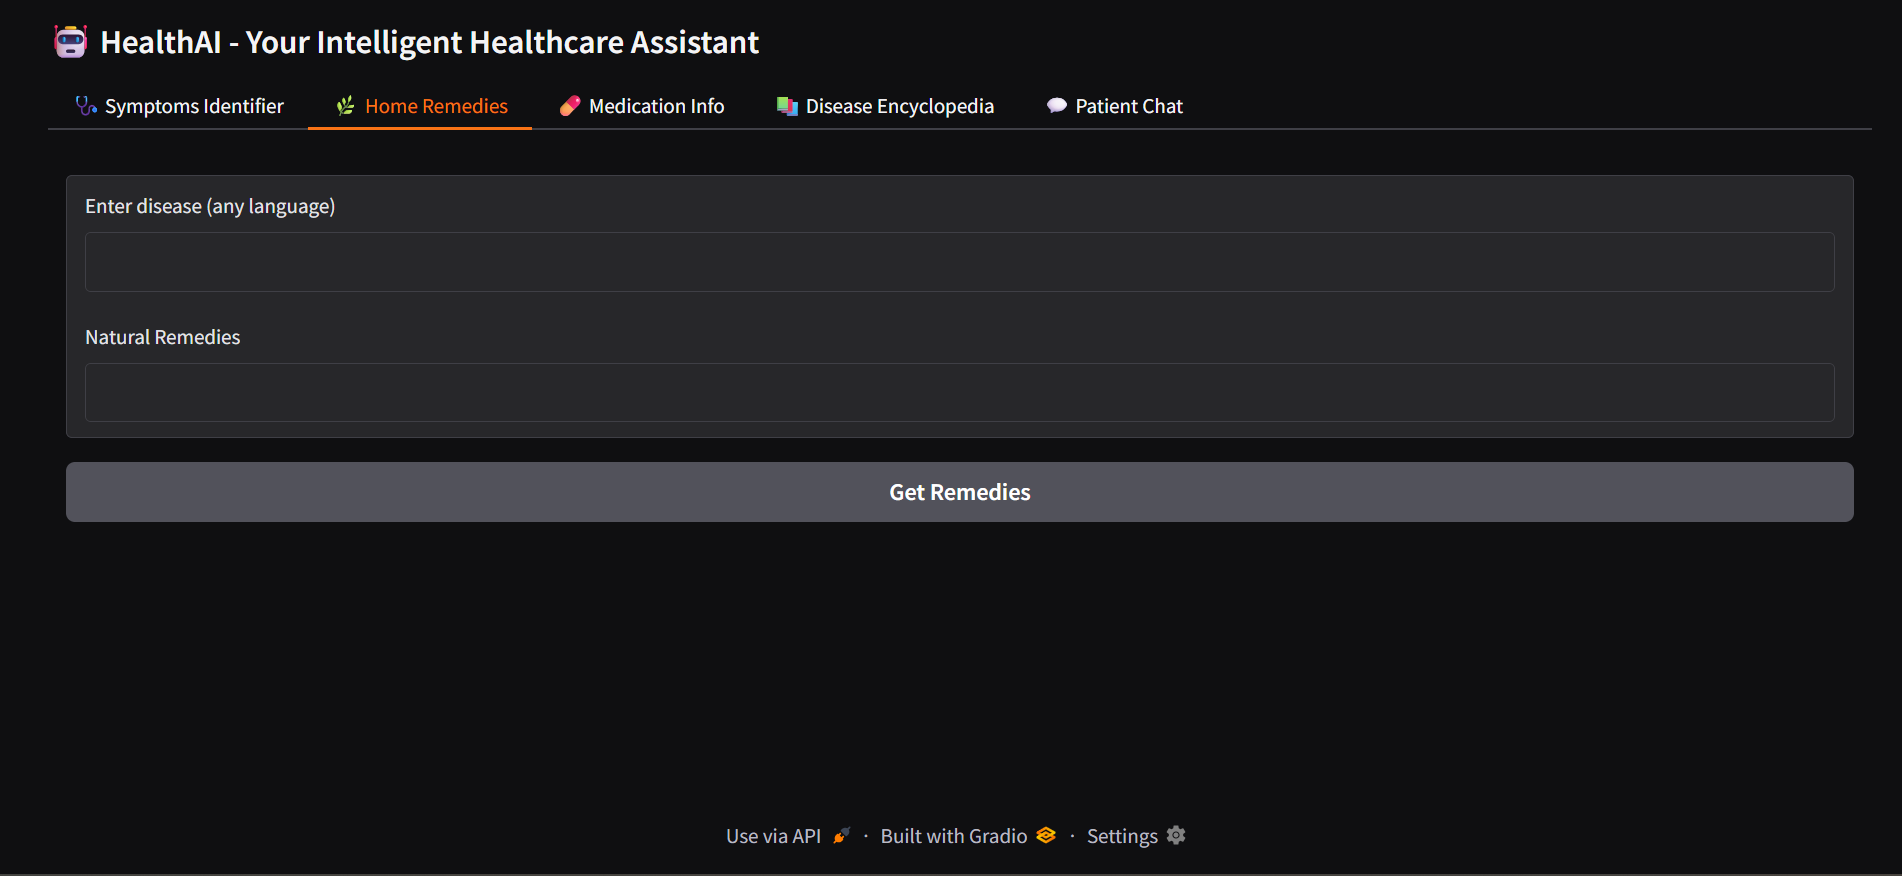 HealthAI - Your Intelligent Healthcare Assistant
Symptoms Identifier Home Remedies Medication Info Disease Encyclopedia Patient Chat
Enter disease (any language)
Natural Remedies
Get Remedies
Use via API · Built with Gradio · Settings